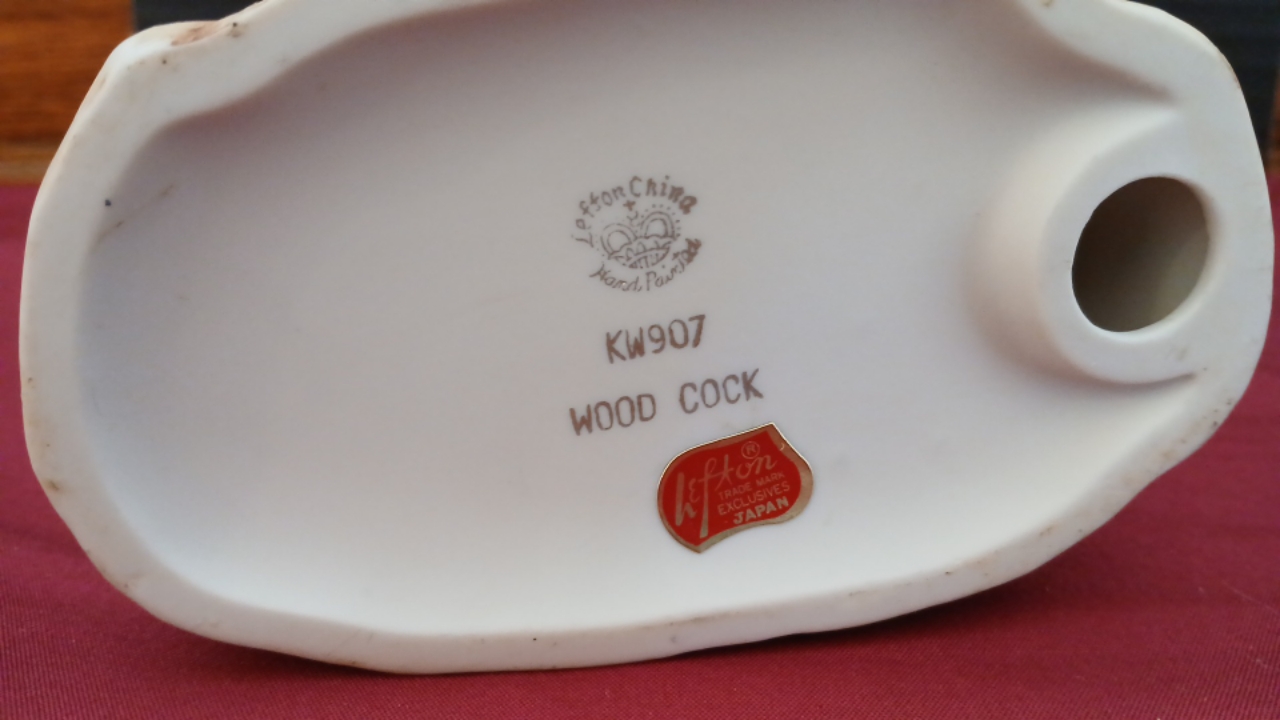 Lefton China
Hand Painted
KW907
WOOD COCK
Lefton ®
TRADE MARK
EXCLUSIVES
JAPAN